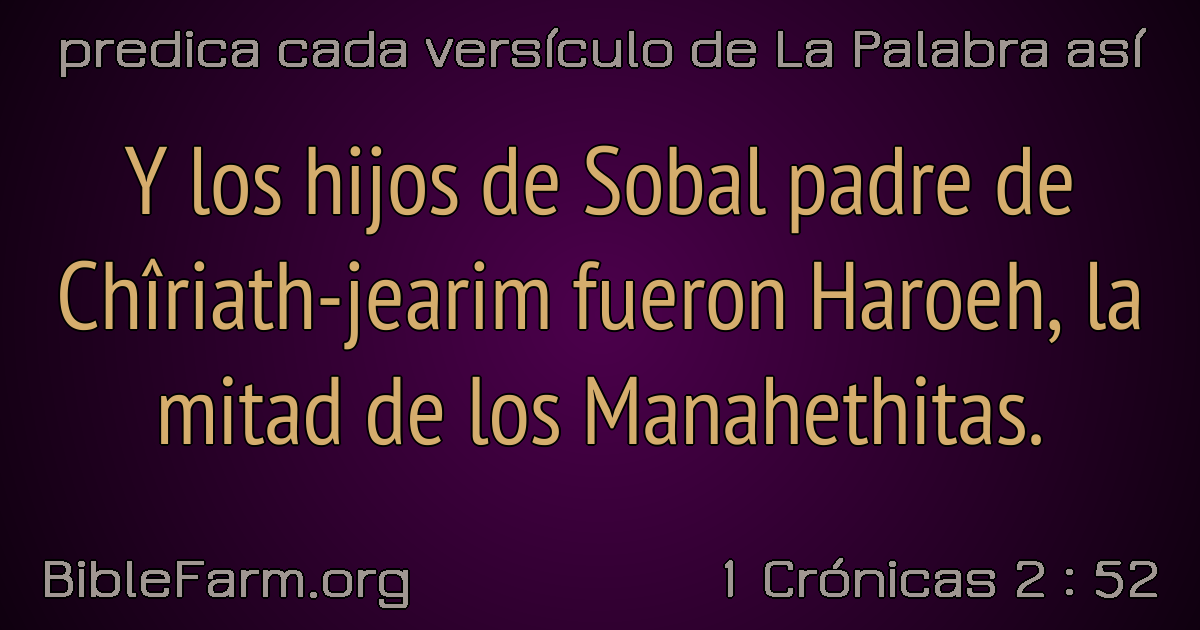 predica cada versículo de La Palabra así
Y los hijos de Sobal padre de
Chîriath-jearim fueron Haroeh, la
mitad de los Manahethitas.
BibleFarm.org
1 Crónicas 2 : 52